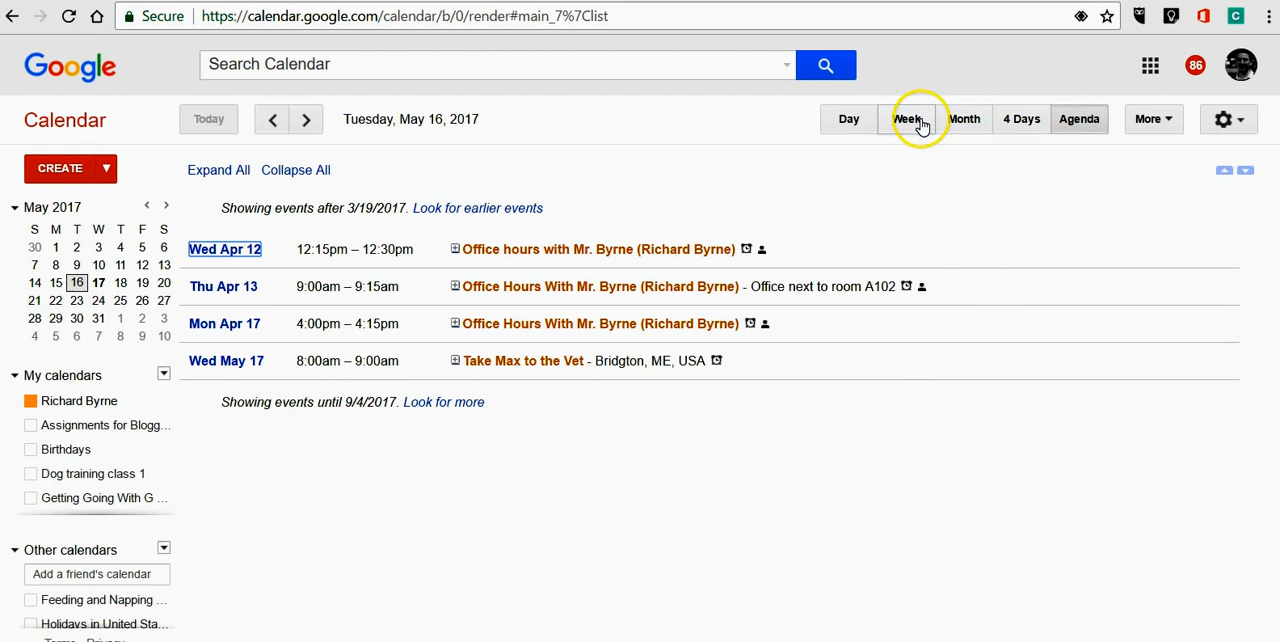 Secure https://calendar.google.com/calendar/b/0/render#main_7%7Clist
Google
Search Calendar
86
Calendar
Today
Tuesday, May 16, 2017
Day Week Month 4 Days Agenda More
CREATE
Expand All Collapse All
May 2017
Showing events after 3/19/2017. Look for earlier events
S M T W T F S
30 1 2 3 4 5 6
7 8 9 10 11 12 13
14 15 16 17 18 19 20
21 22 23 24 25 26 27
28 29 30 31 1 2 3
4 5 6 7 8 9 10
Wed Apr 12 12:15pm – 12:30pm Office hours with Mr. Byrne (Richard Byrne)
Thu Apr 13 9:00am – 9:15am Office Hours With Mr. Byrne (Richard Byrne) - Office next to room A102
Mon Apr 17 4:00pm – 4:15pm Office Hours With Mr. Byrne (Richard Byrne)
Wed May 17 8:00am – 9:00am Take Max to the Vet - Bridgton, ME, USA
Showing events until 9/4/2017. Look for more
My calendars
Richard Byrne
Assignments for Blogg...
Birthdays
Dog training class 1
Getting Going With G ...
Other calendars
Add a friend's calendar
Feeding and Napping ...
Holidays in United Sta...
Terms - Privacy